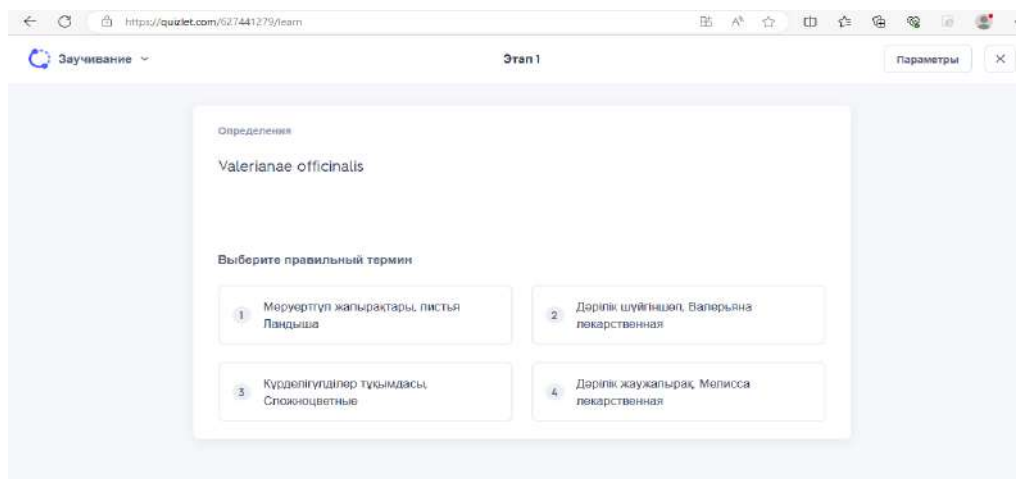 https://quizlet.com/627441279/learn
Заучивание
Этап 1
Параметры
Определения
Valerianae officinalis
Выберите правильный термин
1
Меруертгүл жапырактары, листья
Ландыша
2
Дәрілік шүйгіншөп, Валерьяна
лекарственная
3
Күрделігүлділер тұқымдасы,
Сложноцветные
4
Дәрілік жаужапырақ, Мелисса
лекарственная